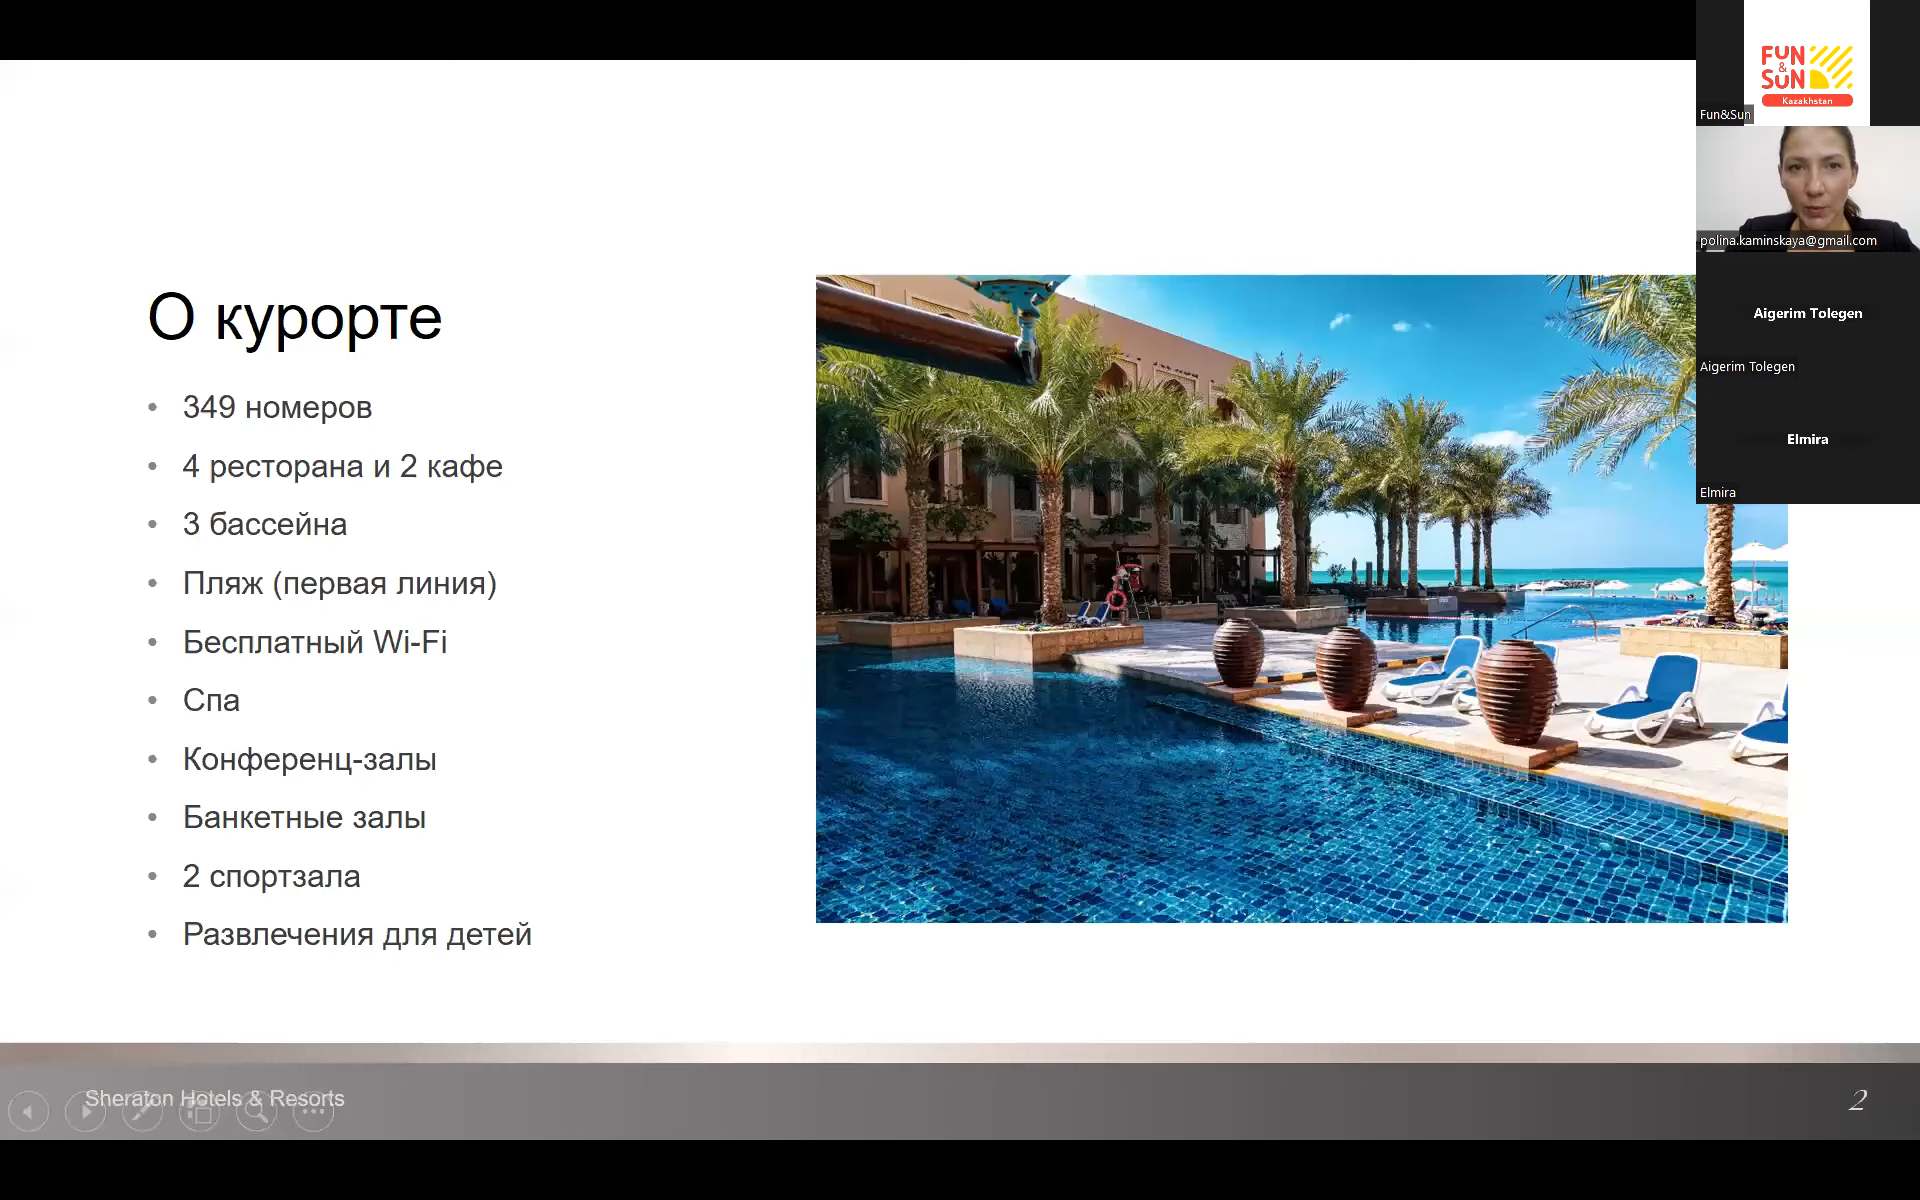 О курорте
• 349 номеров
• 4 ресторана и 2 кафе
• 3 бассейна
• Пляж (первая линия)
• Бесплатный Wi-Fi
• Спа
• Конференц-залы
• Банкетные залы
• 2 спортзала
• Развлечения для детей
Sheraton Hotels & Resorts
2
FUN
&
SUN
Kazakhstan
Fun&Sun
polina.kaminskaya@gmail.com
Aigerim Tolegen
Aigerim Tolegen
Elmira
Elmira